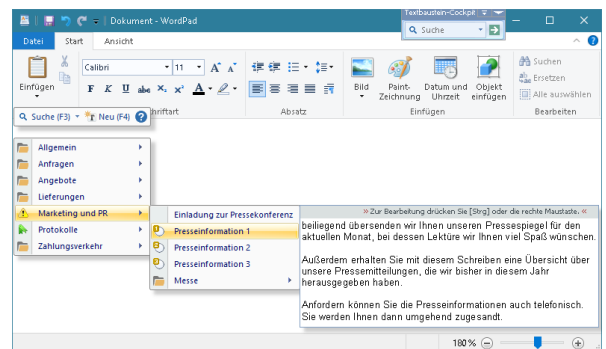 Dokument - WordPad
Textbaustein-Cockpit
Suche
Datei Start Ansicht
Einfügen
Calibri 11
F K U abc X₂ X² A
Bild
Paint-Zeichnung
Datum und Uhrzeit
Objekt einfügen
Suchen
Ersetzen
Alle auswählen
Schriftart Absatz Einfügen Bearbeiten
Suche (F3) Neu (F4)
Allgemein
Anfragen
Angebote
Lieferungen
Marketing und PR
Protokolle
Zahlungsverkehr
Einladung zur Pressekonferenz
Presseinformation 1
Presseinformation 2
Presseinformation 3
Messe
» Zur Bearbeitung drücken Sie [Strg] oder die rechte Maustaste. «
beiliegend übersenden wir Ihnen unseren Pressespiegel für den
aktuellen Monat, bei dessen Lektüre wir Ihnen viel Spaß wünschen.
Außerdem erhalten Sie mit diesem Schreiben eine Übersicht über
unsere Pressemitteilungen, die wir bisher in diesem Jahr
herausgegeben haben.
Anfordern können Sie die Presseinformationen auch telefonisch.
Sie werden Ihnen dann umgehend zugesandt.
180 %